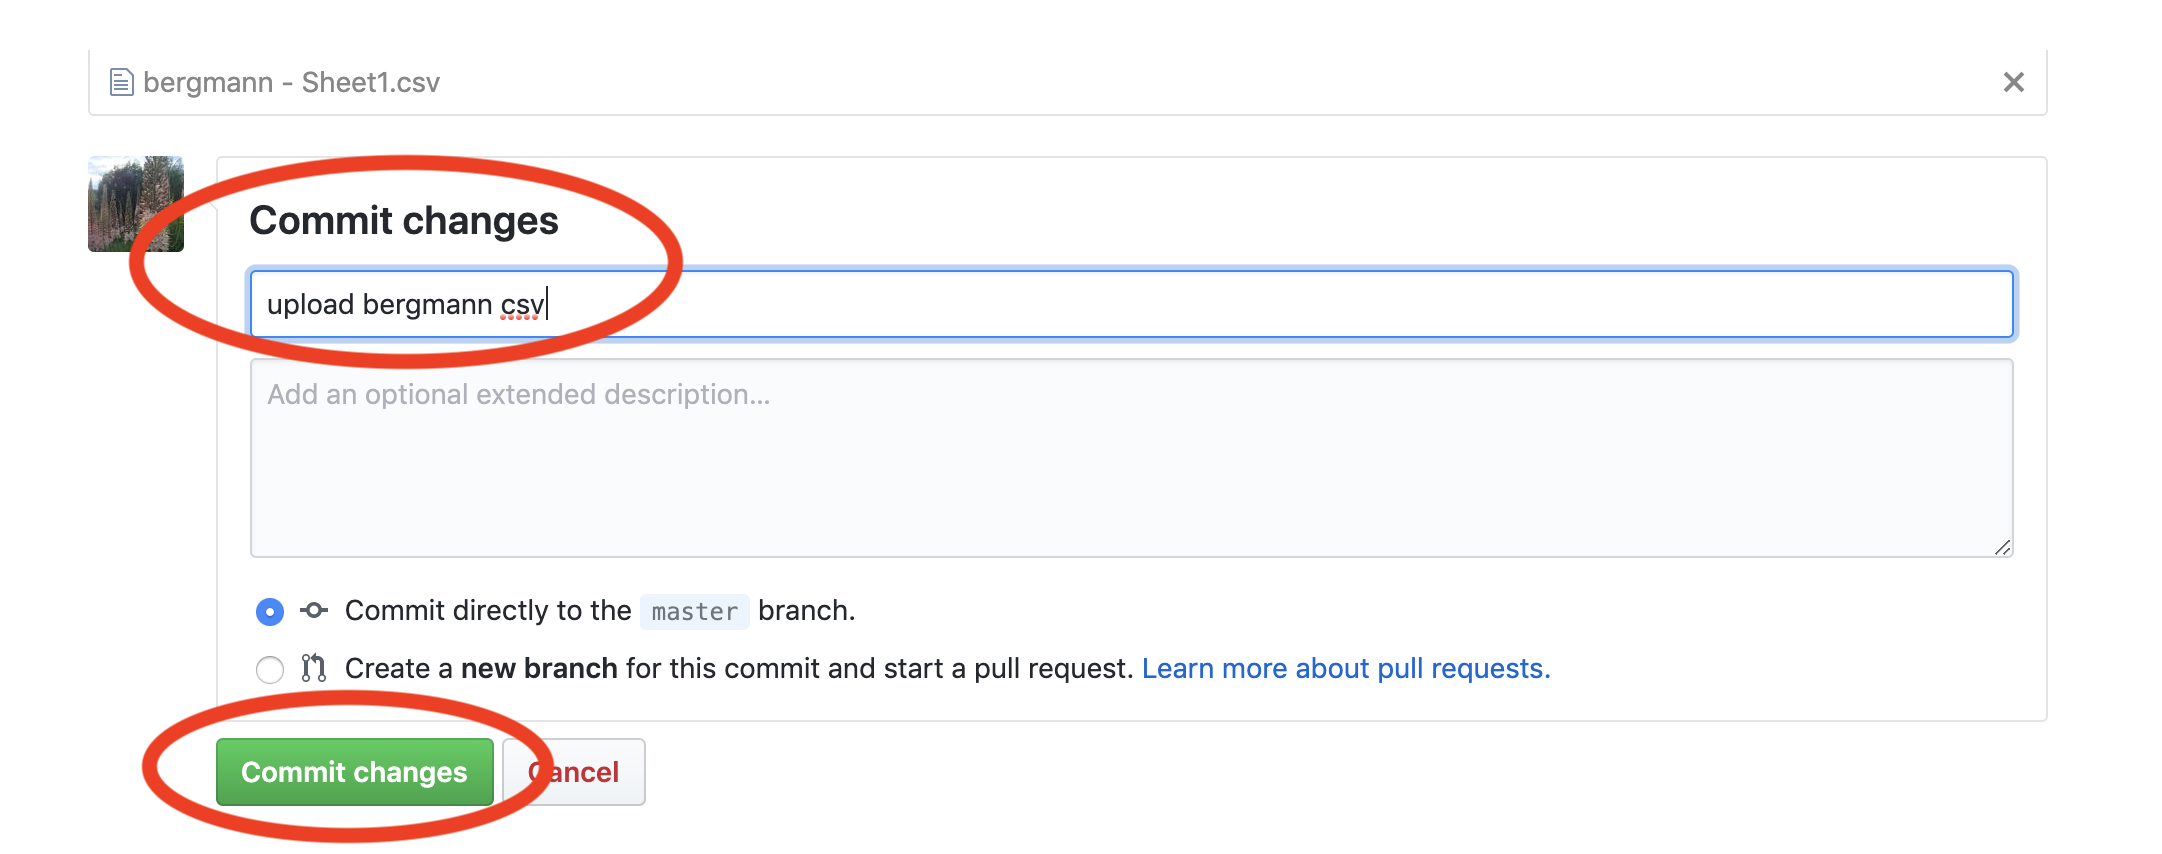 bergmann - Sheet1.csv
Commit changes
upload bergmann csv
Add an optional extended description...
Commit directly to the master branch.
Create a new branch for this commit and start a pull request. Learn more about pull requests.
Commit changes
Cancel